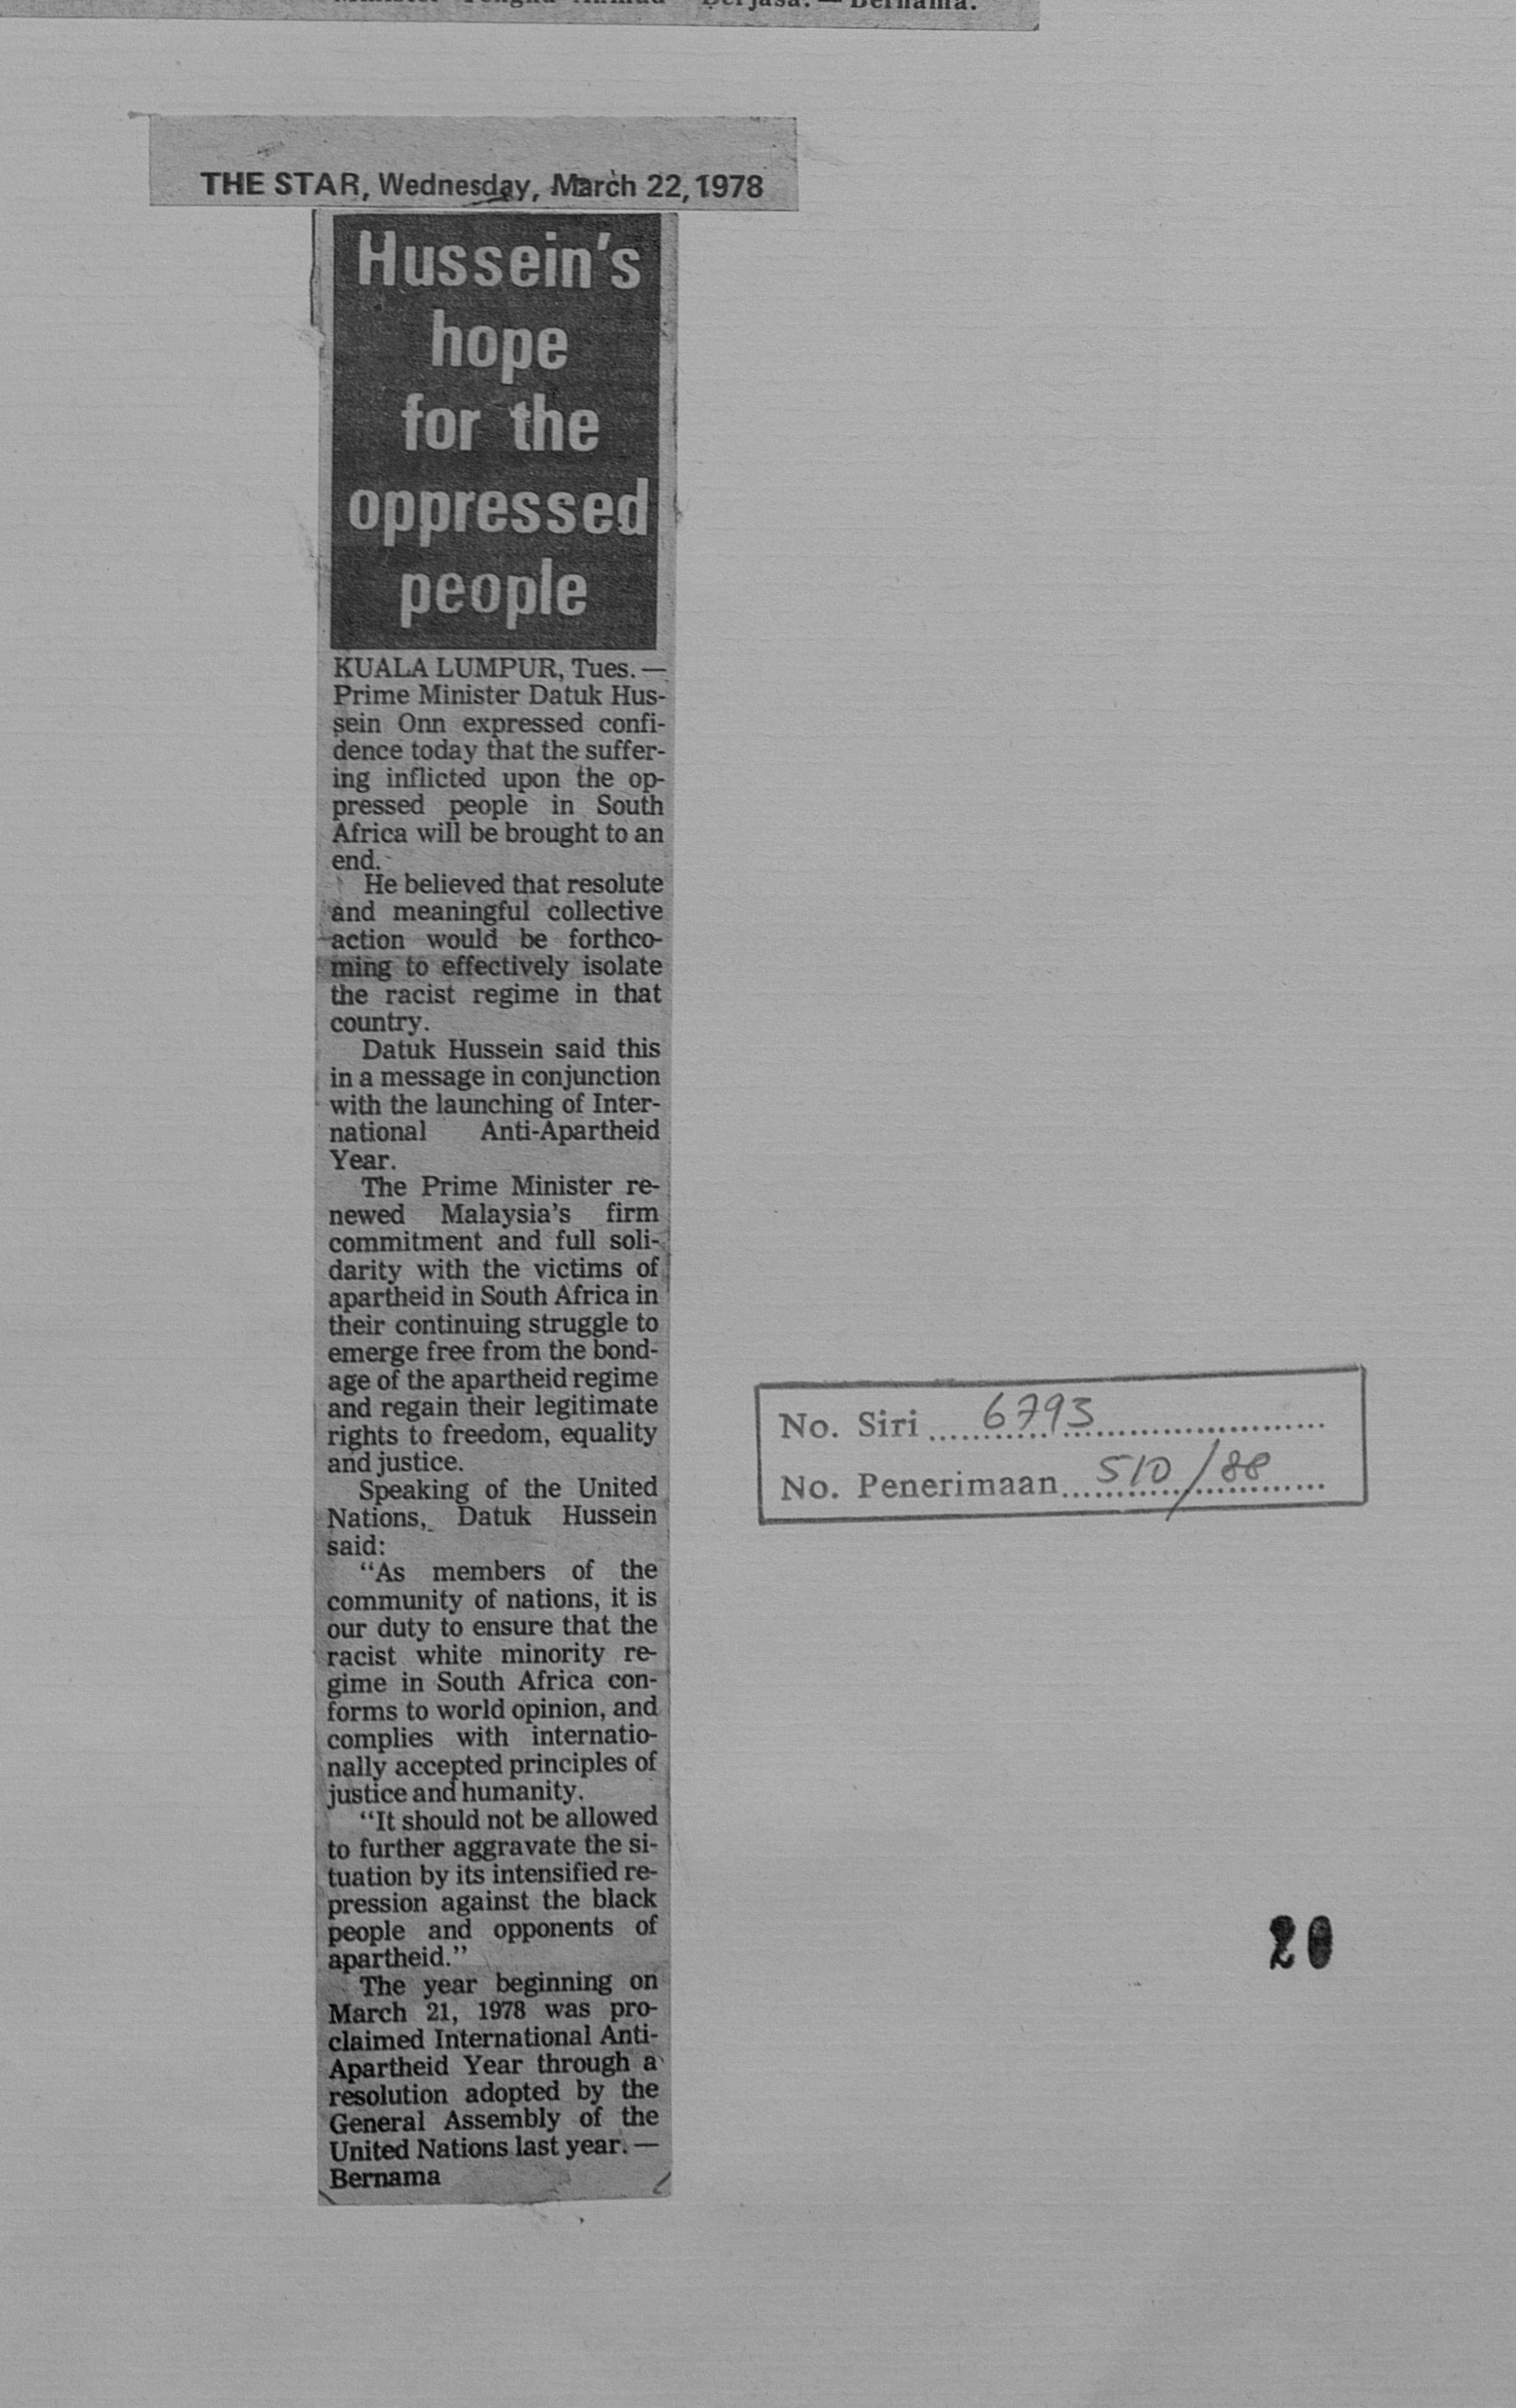 Berjasa. — Bernama.
THE STAR, Wednesday, March 22, 1978
Hussein's
hope
for the
oppressed
people
KUALA LUMPUR, Tues. —
Prime Minister Datuk Hus-
sein Onn expressed confi-
dence today that the suffer-
ing inflicted upon the op-
pressed people in South
Africa will be brought to an
end.
He believed that resolute
and meaningful collective
action would be forthco-
ming to effectively isolate
the racist regime in that
country.
Datuk Hussein said this
in a message in conjunction
with the launching of Inter-
national Anti-Apartheid
Year.
The Prime Minister re-
newed Malaysia's firm
commitment and full soli-
darity with the victims of
apartheid in South Africa in
their continuing struggle to
emerge free from the bond-
age of the apartheid regime
and regain their legitimate
rights to freedom, equality
and justice.
Speaking of the United
Nations, Datuk Hussein
said:
"As members of the
community of nations, it is
our duty to ensure that the
racist white minority re-
gime in South Africa con-
forms to world opinion, and
complies with internatio-
nally accepted principles of
justice and humanity.
"It should not be allowed
to further aggravate the si-
tuation by its intensified re-
pression against the black
people and opponents of
apartheid."
The year beginning on
March 21, 1978 was pro-
claimed International Anti-
Apartheid Year through a
resolution adopted by the
General Assembly of the
United Nations last year. —
Bernama
No. Siri 6793
No. Penerimaan 510/88
20